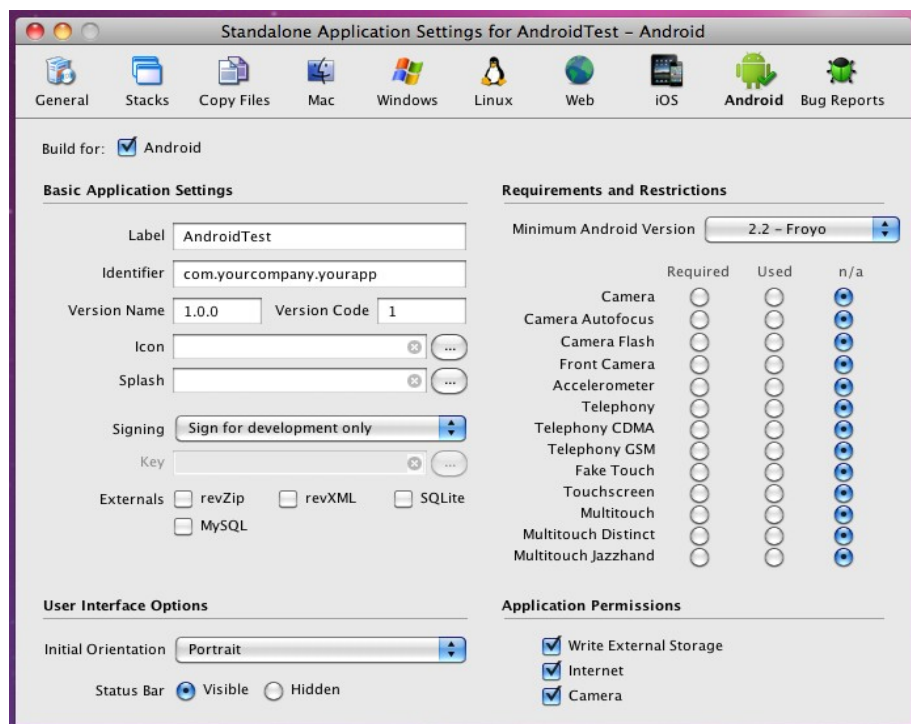 Standalone Application Settings for AndroidTest – Android
General Stacks Copy Files Mac Windows Linux Web iOS Android Bug Reports
Build for: Android
Basic Application Settings
Label AndroidTest
Identifier com.yourcompany.yourapp
Version Name 1.0.0 Version Code 1
Icon ...
Splash ...
Signing Sign for development only
Key ...
Externals revZip revXML SQLite
MySQL
User Interface Options
Initial Orientation Portrait
Status Bar Visible Hidden
Requirements and Restrictions
Minimum Android Version 2.2 – Froyo
Required Used n/a
Camera
Camera Autofocus
Camera Flash
Front Camera
Accelerometer
Telephony
Telephony CDMA
Telephony GSM
Fake Touch
Touchscreen
Multitouch
Multitouch Distinct
Multitouch Jazzhand
Application Permissions
Write External Storage
Internet
Camera